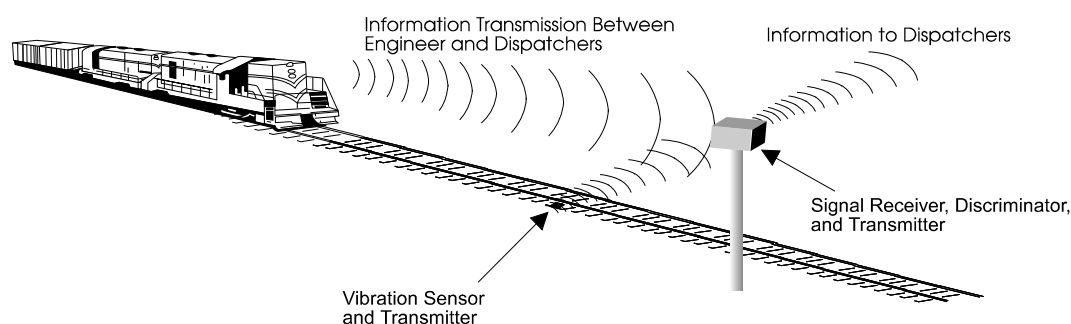 Information Transmission Between
Engineer and Dispatchers
Information to Dispatchers
Signal Receiver, Discriminator,
and Transmitter
Vibration Sensor
and Transmitter